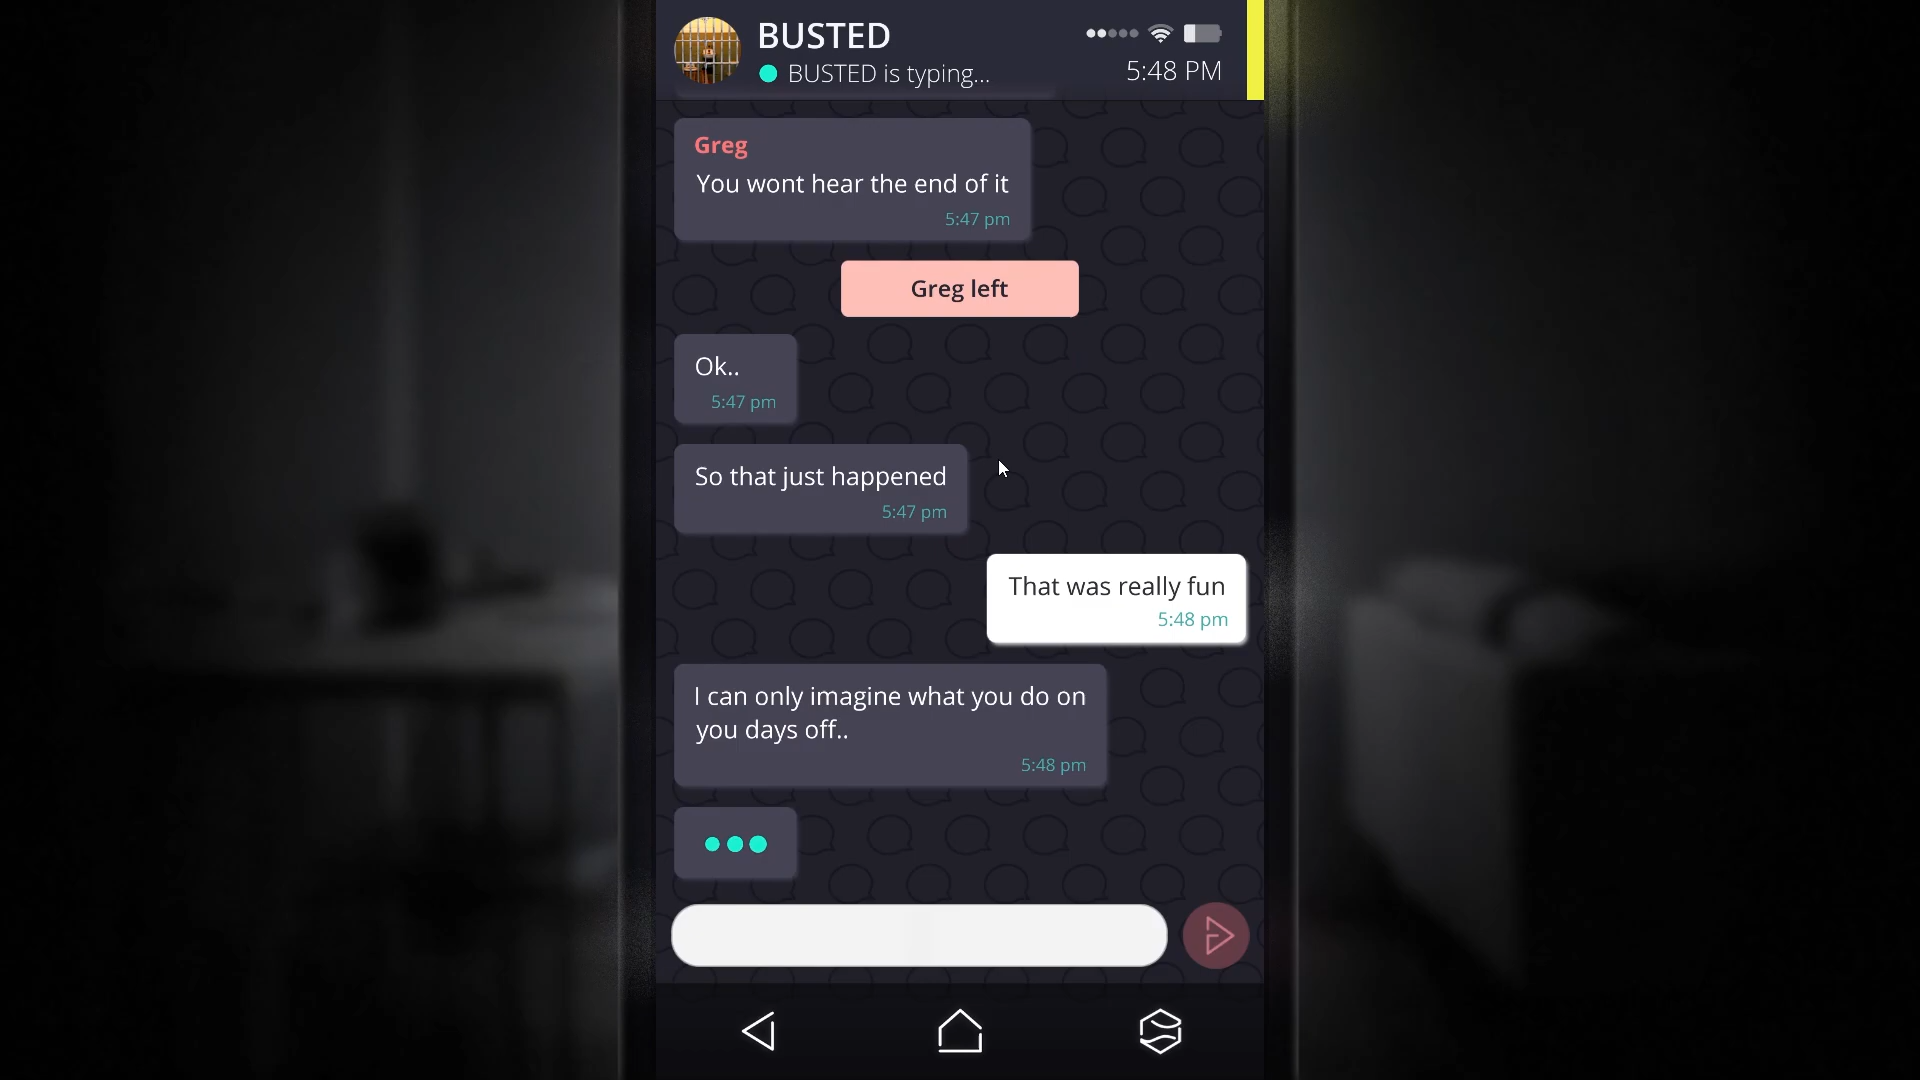 BUSTED
BUSTED is typing...
5:48 PM
Greg
You wont hear the end of it
5:47 pm
Greg left
Ok..
5:47 pm
So that just happened
5:47 pm
That was really fun
5:48 pm
I can only imagine what you do on
you days off..
5:48 pm